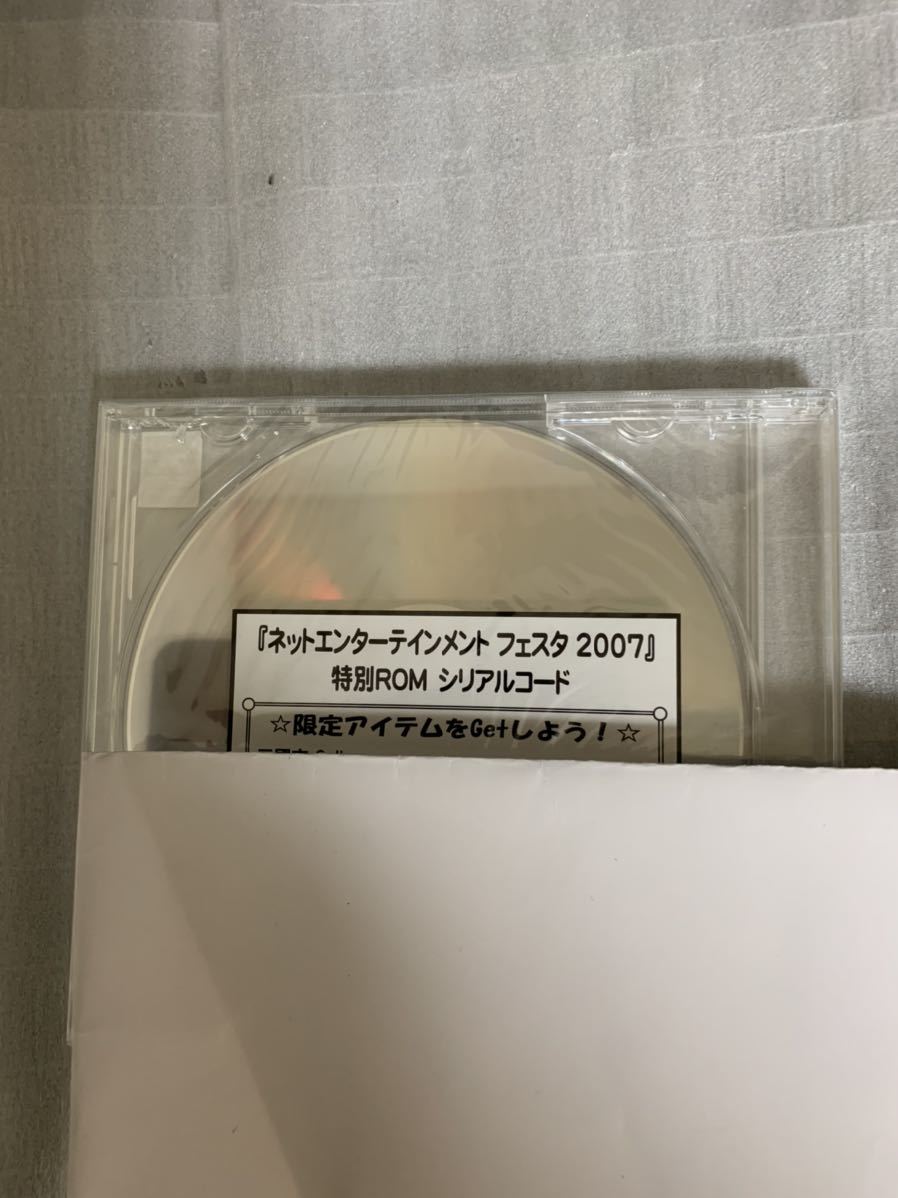 『ネットエンターテインメント フェスタ 2007』
特別ROM シリアルコード
☆限定アイテムをGetしよう！☆